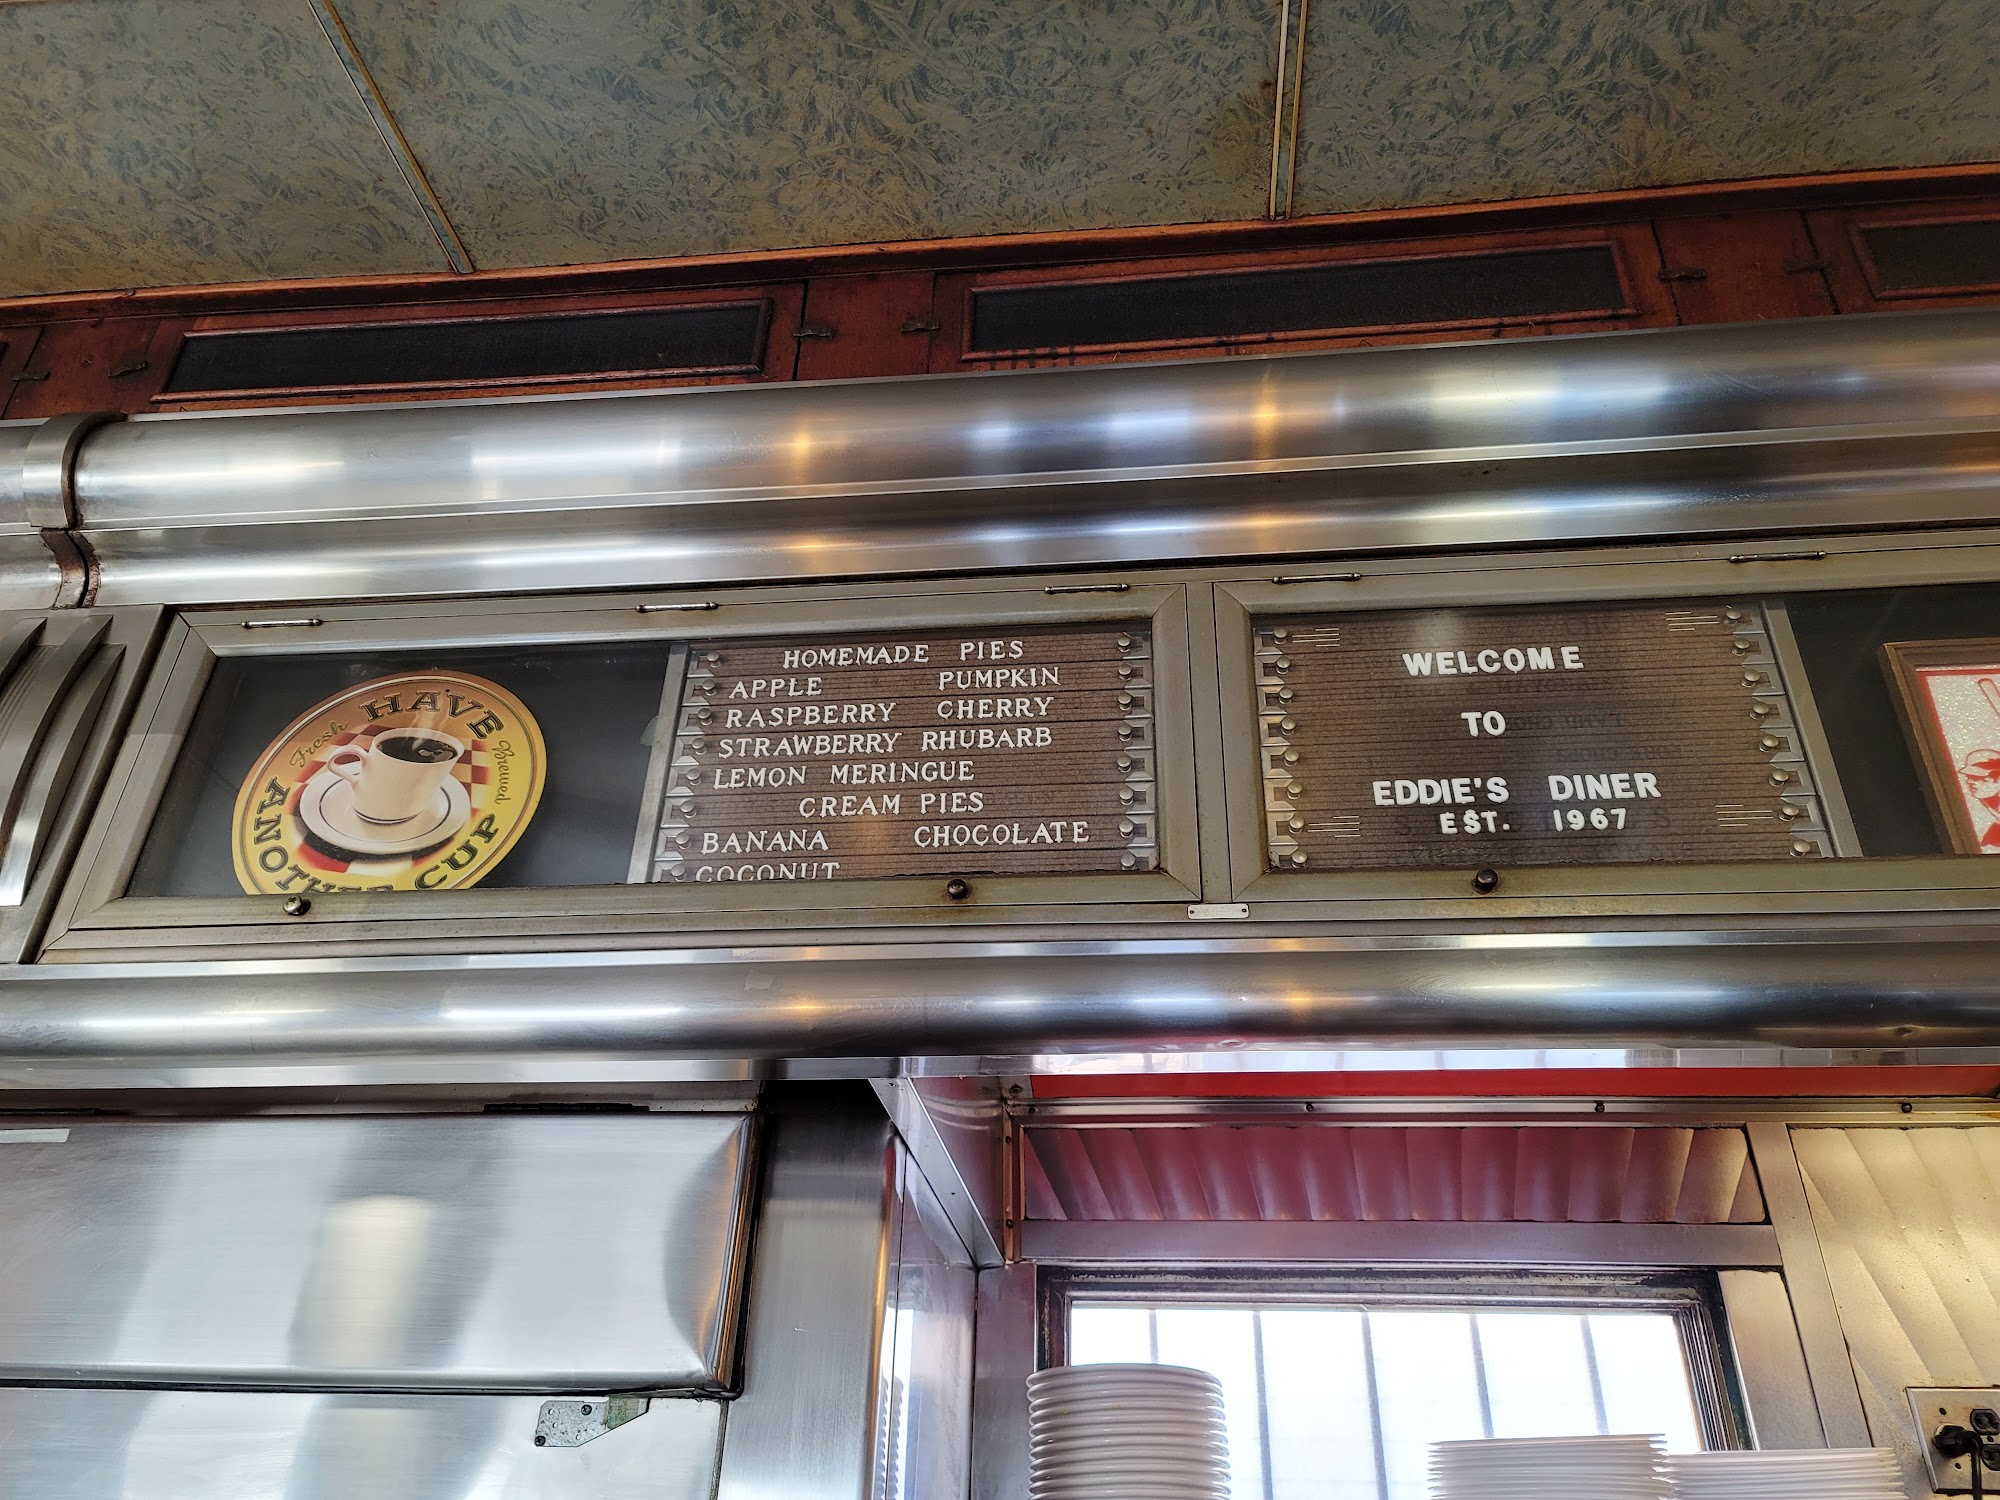 HAVE
Fresh
Brewed
ANOTHER
CUP
HOMEMADE PIES
APPLE PUMPKIN
RASPBERRY CHERRY
STRAWBERRY RHUBARB
LEMON MERINGUE
CREAM PIES
BANANA CHOCOLATE
COCONUT
WELCOME
TO
EDDIE'S DINER
EST. 1967